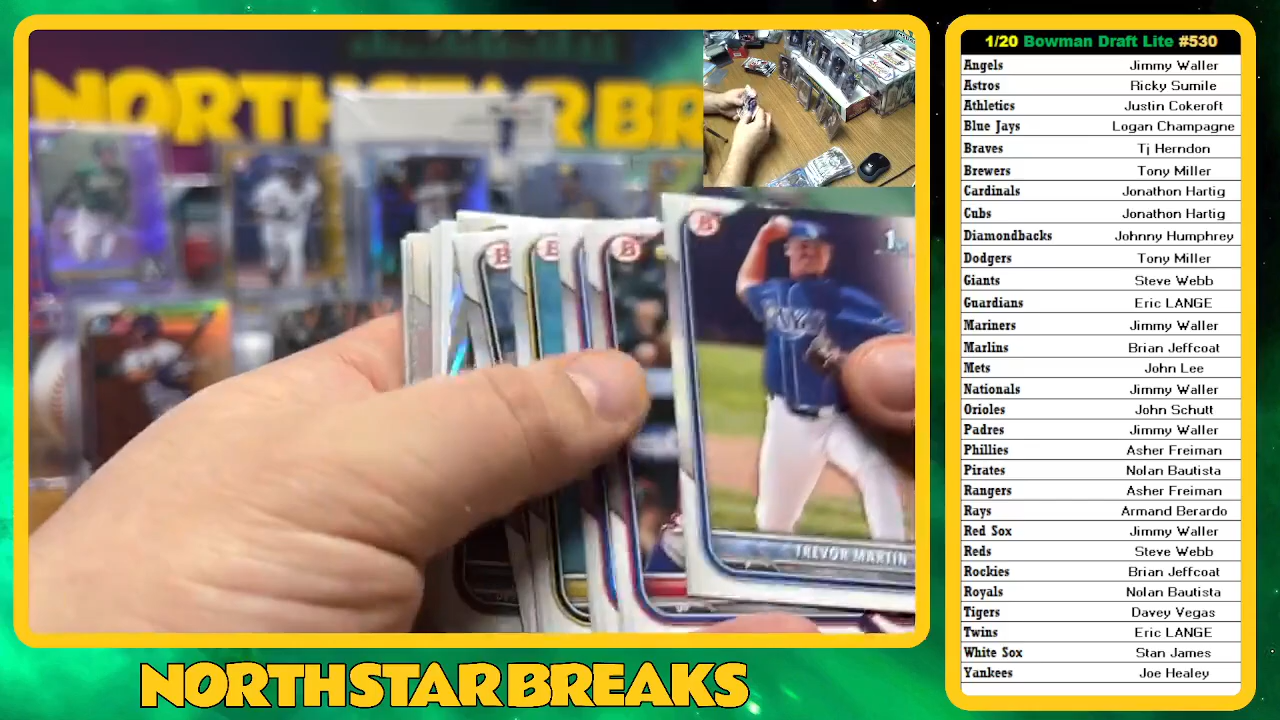 NORTHSTARBR
TREVOR MARTIN
1/20 Bowman Draft Lite #530
Angels Jimmy Waller
Astros Ricky Sumile
Athletics Justin Cokeroft
Blue Jays Logan Champagne
Braves Tj Herndon
Brewers Tony Miller
Cardinals Jonathon Hartig
Cubs Jonathon Hartig
Diamondbacks Johnny Humphrey
Dodgers Tony Miller
Giants Steve Webb
Guardians Eric LANGE
Mariners Jimmy Waller
Marlins Brian Jeffcoat
Mets John Lee
Nationals Jimmy Waller
Orioles John Schutt
Padres Jimmy Waller
Phillies Asher Freiman
Pirates Nolan Bautista
Rangers Asher Freiman
Rays Armand Berardo
Red Sox Jimmy Waller
Reds Steve Webb
Rockies Brian Jeffcoat
Royals Nolan Bautista
Tigers Davey Vegas
Twins Eric LANGE
White Sox Stan James
Yankees Joe Healey
NORTHSTARBREAKS